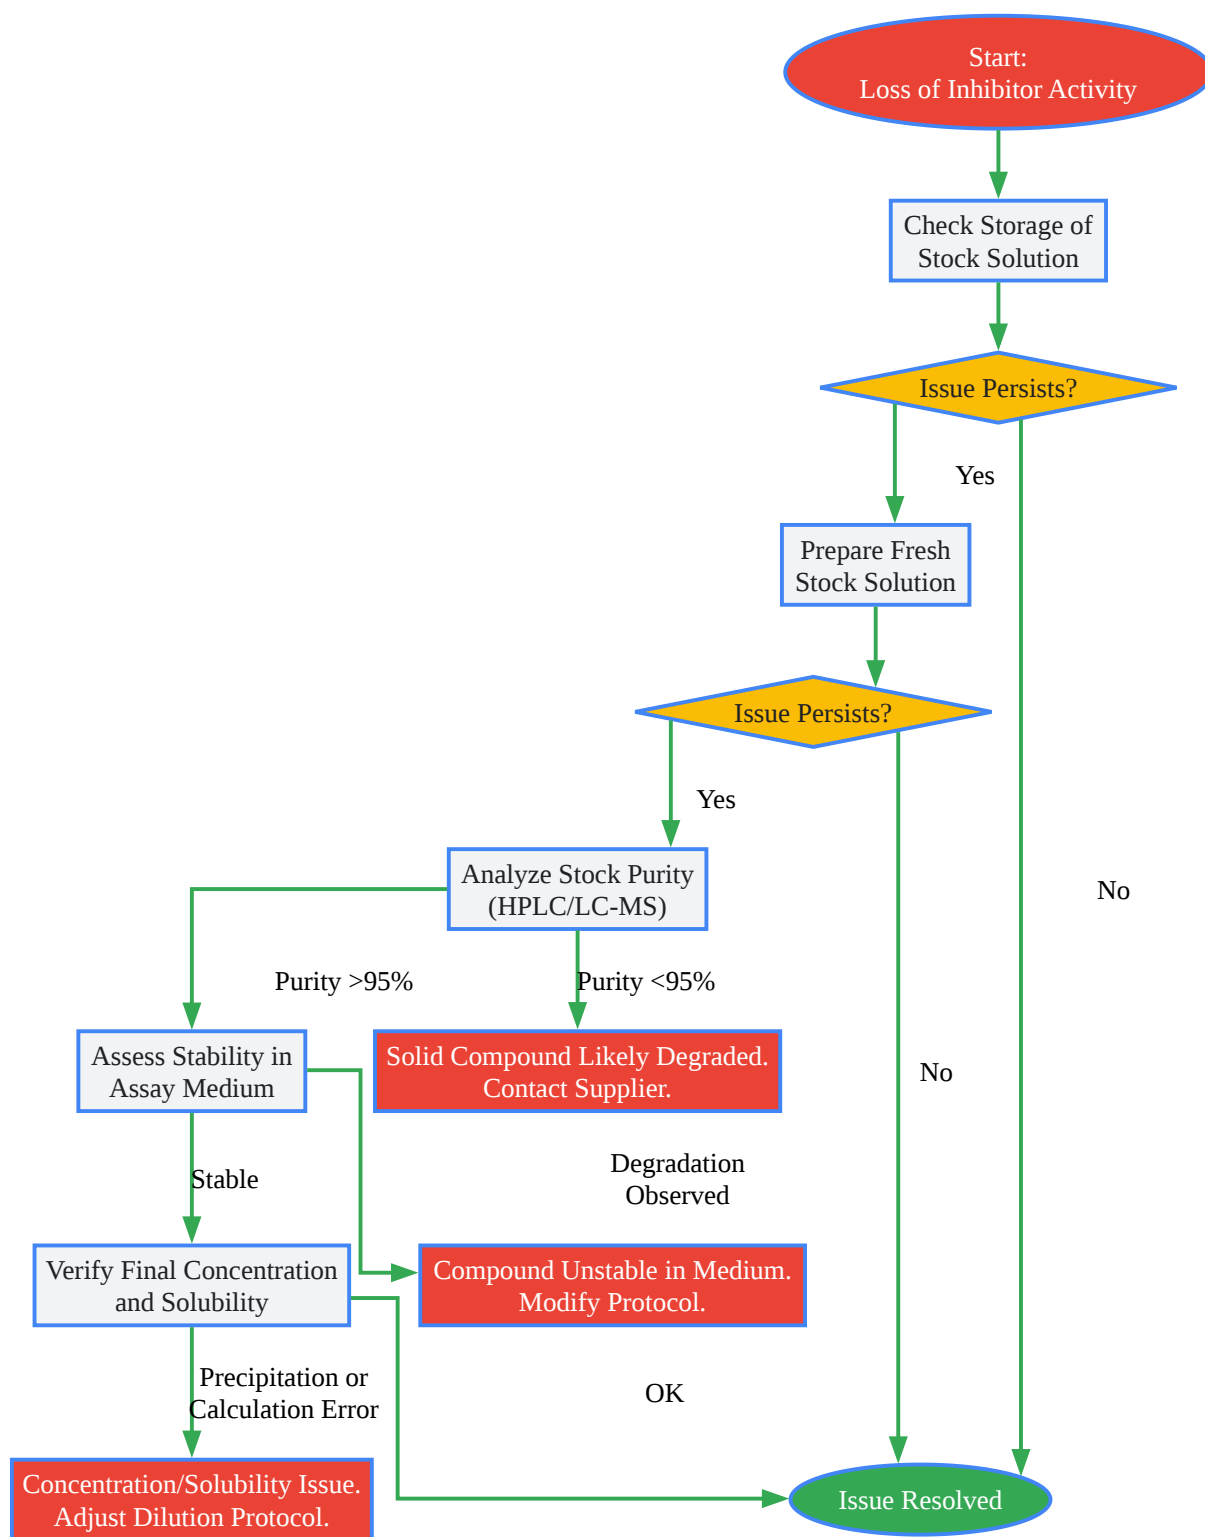 Start:
Loss of Inhibitor Activity
Check Storage of
Stock Solution
Issue Persists?
Yes
Prepare Fresh
Stock Solution
Issue Persists?
Yes
Analyze Stock Purity
(HPLC/LC-MS)
No
Purity >95%
Purity <95%
Assess Stability in
Assay Medium
Solid Compound Likely Degraded.
Contact Supplier.
No
Stable
Degradation
Observed
Verify Final Concentration
and Solubility
Compound Unstable in Medium.
Modify Protocol.
Precipitation or
Calculation Error
OK
Concentration/Solubility Issue.
Adjust Dilution Protocol.
Issue Resolved